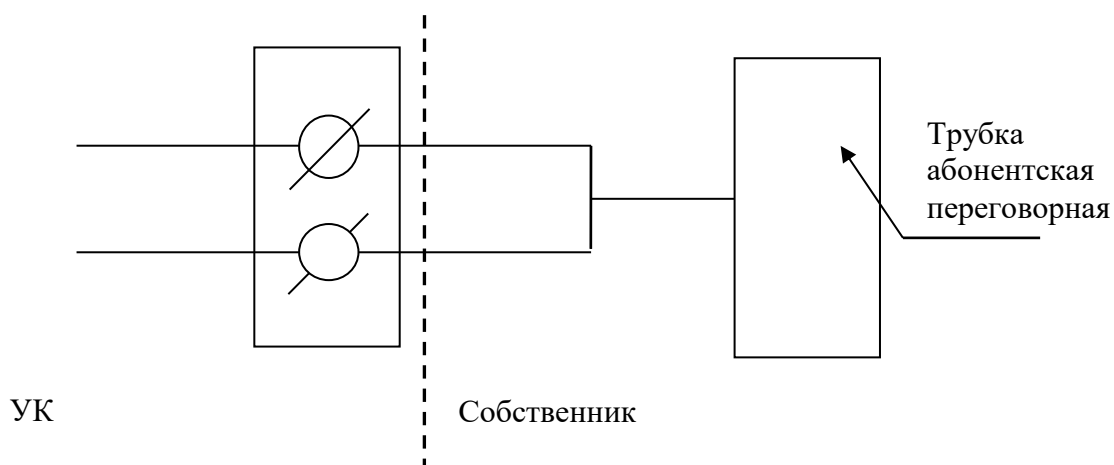 Трубка
абонентская
переговорная
УК
Собственник